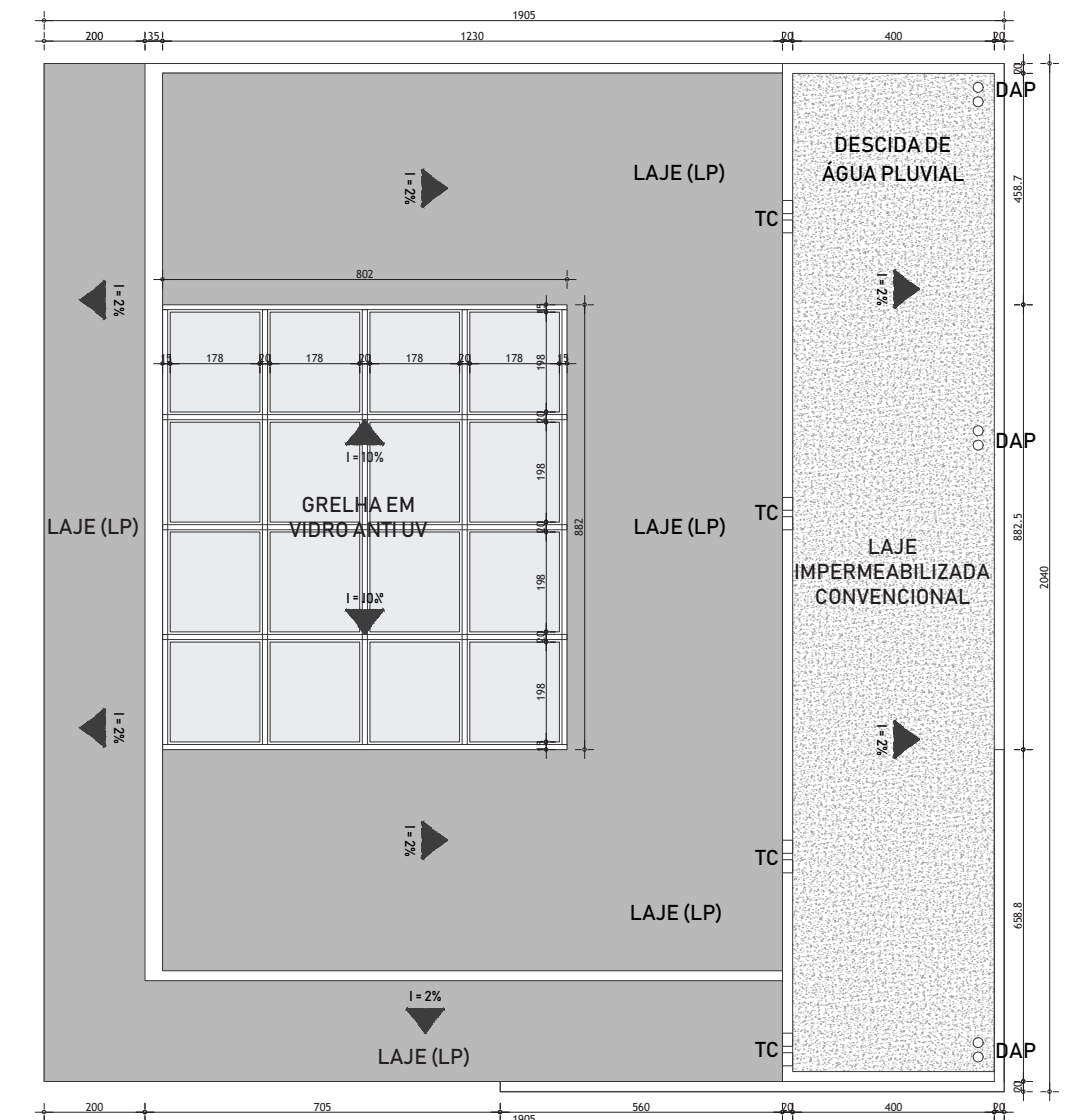 1905
200 135 1230 20 400 20
20
DAP
DESCIDA DE
ÁGUA PLUVIAL
LAJE (LP)
I = 2%
458.7
TC
802
I = 2%
I = 2%
15 178 20 178 20 178 20 178 15
15
198
20
I = 10%
DAP
198
GRELHA EM
VIDRO ANTI UV
LAJE (LP)
LAJE (LP)
TC
20
882
882.5
LAJE
IMPERMEABILIZADA
CONVENCIONAL
2040
198
I = 10%
20
198
I = 2%
I = 2%
I = 2%
TC
LAJE (LP)
658.8
I = 2%
LAJE (LP)
TC
DAP
20
200 705 560 20 400 20
1905